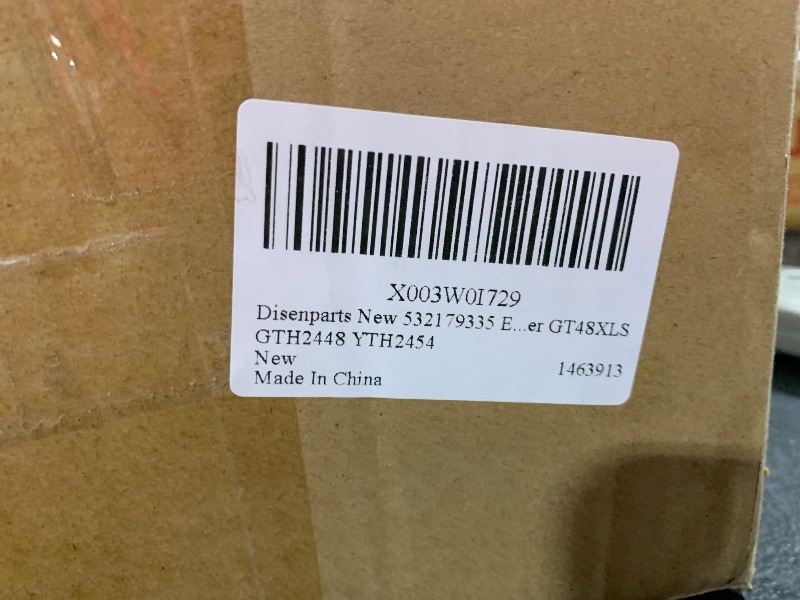 X003W0I729
Disenparts New 532179335 E...er GT48XLS
GTH2448 YTH2454
New
1463913
Made In China